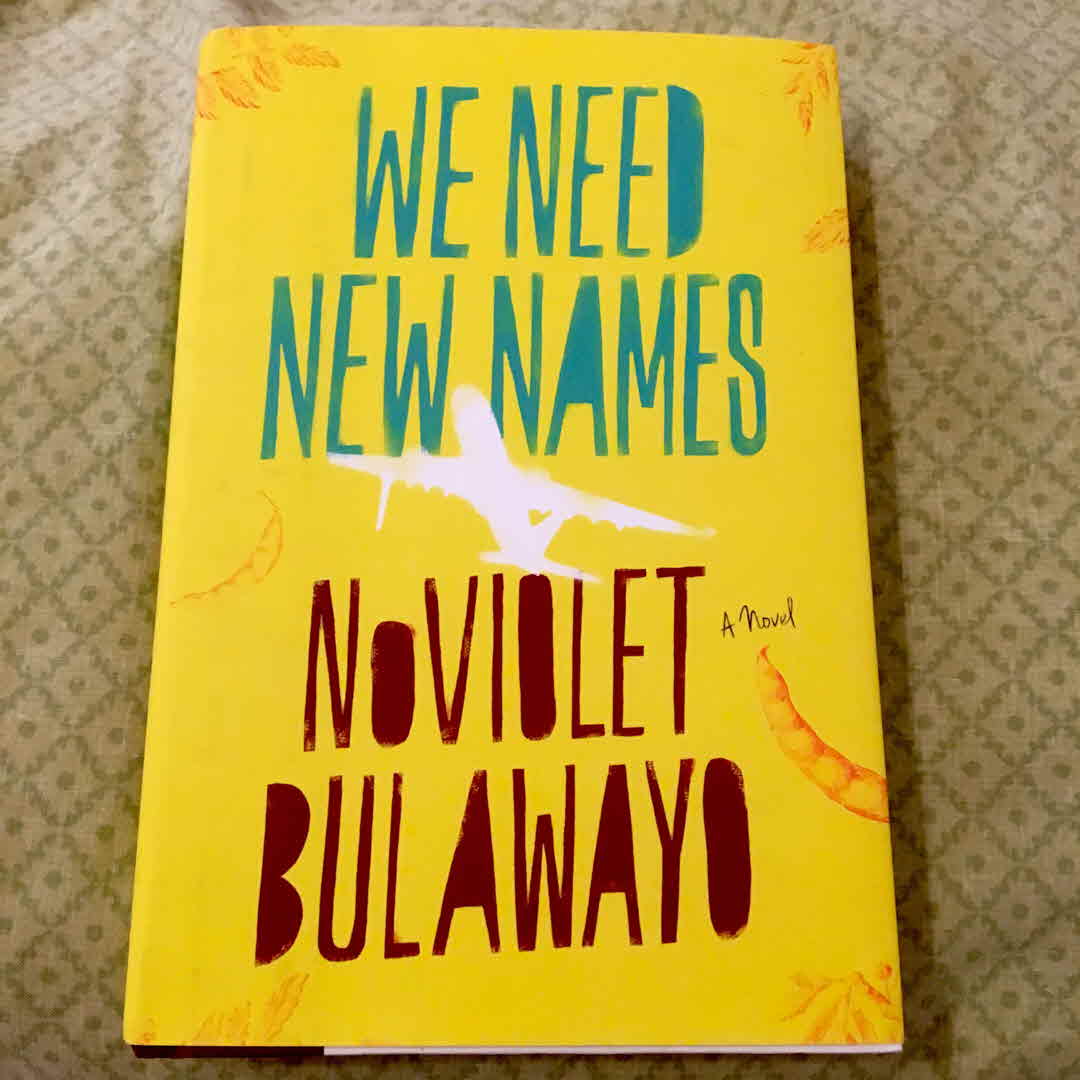 WE NEED
NEW NAMES
NOVIOLET
A Novel
BULAWAYO